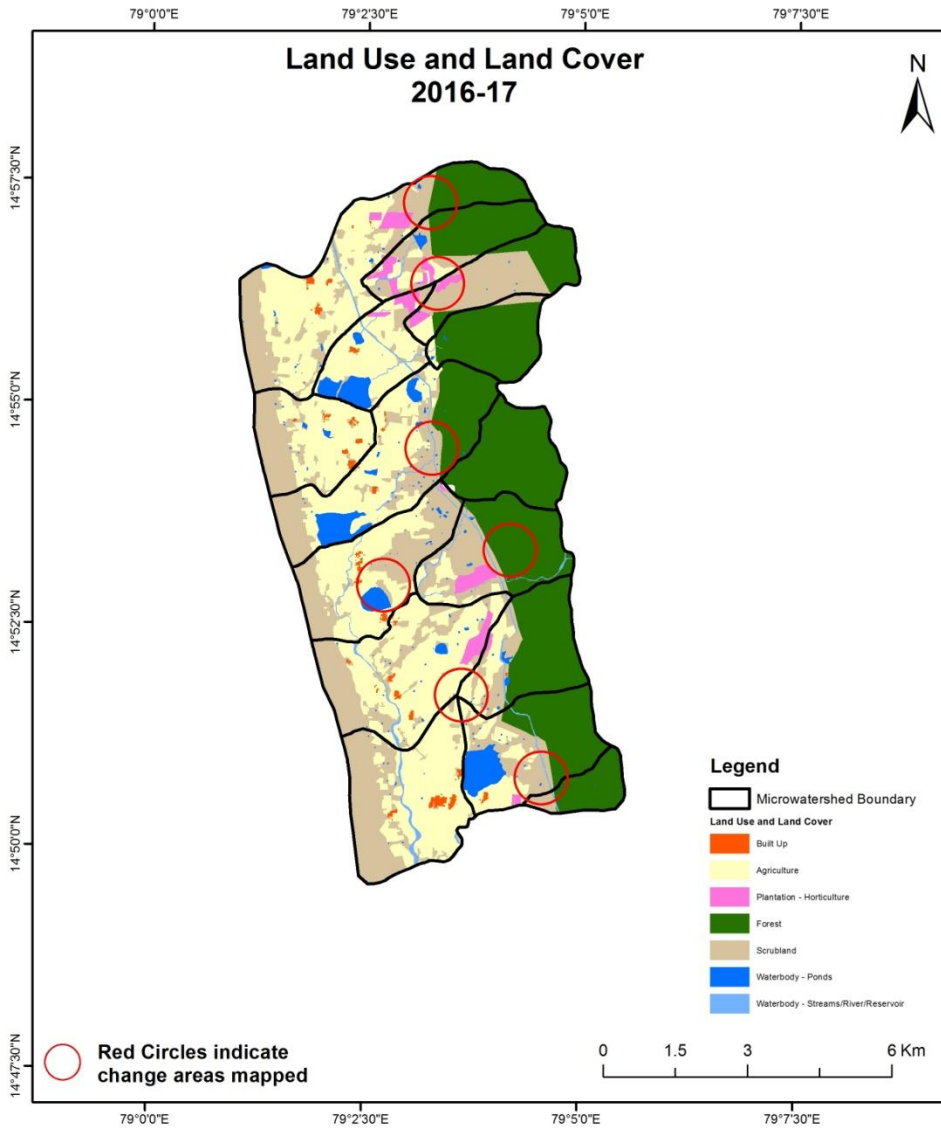 79°0'0"E 79°2'30"E 79°5'0"E 79°7'30"E
Land Use and Land Cover
2016-17
N
14°57'30"N
14°55'0"N
14°52'30"N
14°50'0"N
14°47'30"N
Legend
Microwatershed Boundary
Land Use and Land Cover
Built Up
Agriculture
Plantation - Horticulture
Forest
Scrubland
Waterbody - Ponds
Waterbody - Streams/River/Reservoir
Red Circles indicate
change areas mapped
0 1.5 3 6 Km
79°0'0"E 79°2'30"E 79°5'0"E 79°7'30"E